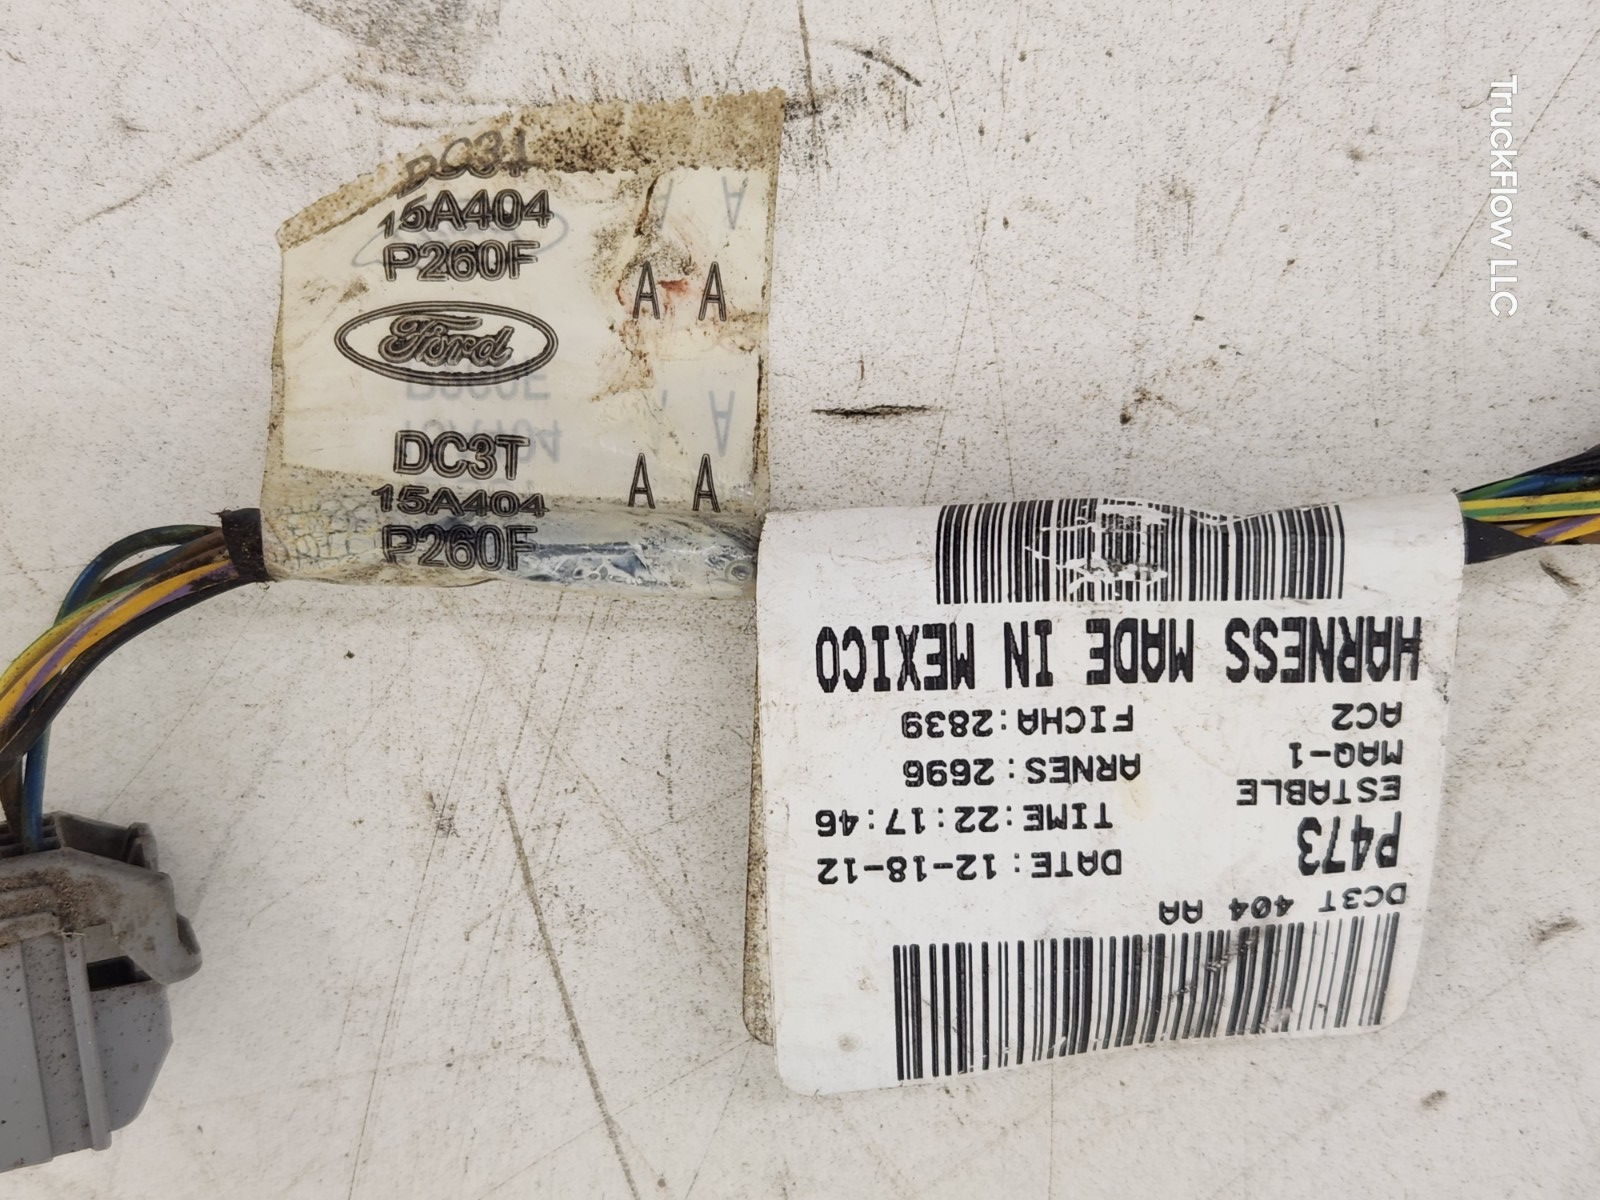 DC3T
15A404
P260F
A A
Ford
DC3T
15A404
P260F
A A
DC3T 404 AA
P473
DATE:12-18-12
ESTABLE
TIME:22:17:46
MAQ-1
ARNES:2696
AC2
FICHA:2839
HARNESS MADE IN MEXICO
TruckFlow LLC